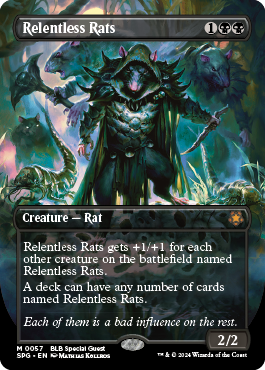 Relentless Rats 1
Creature — Rat
Relentless Rats gets +1/+1 for each
other creature on the battlefield named
Relentless Rats.
A deck can have any number of cards
named Relentless Rats.
Each of them is a bad influence on the rest.
2/2
M 0057 BLB Special Guest
SPG • EN Mathias Kollros
™ & © 2024 Wizards of the Coast